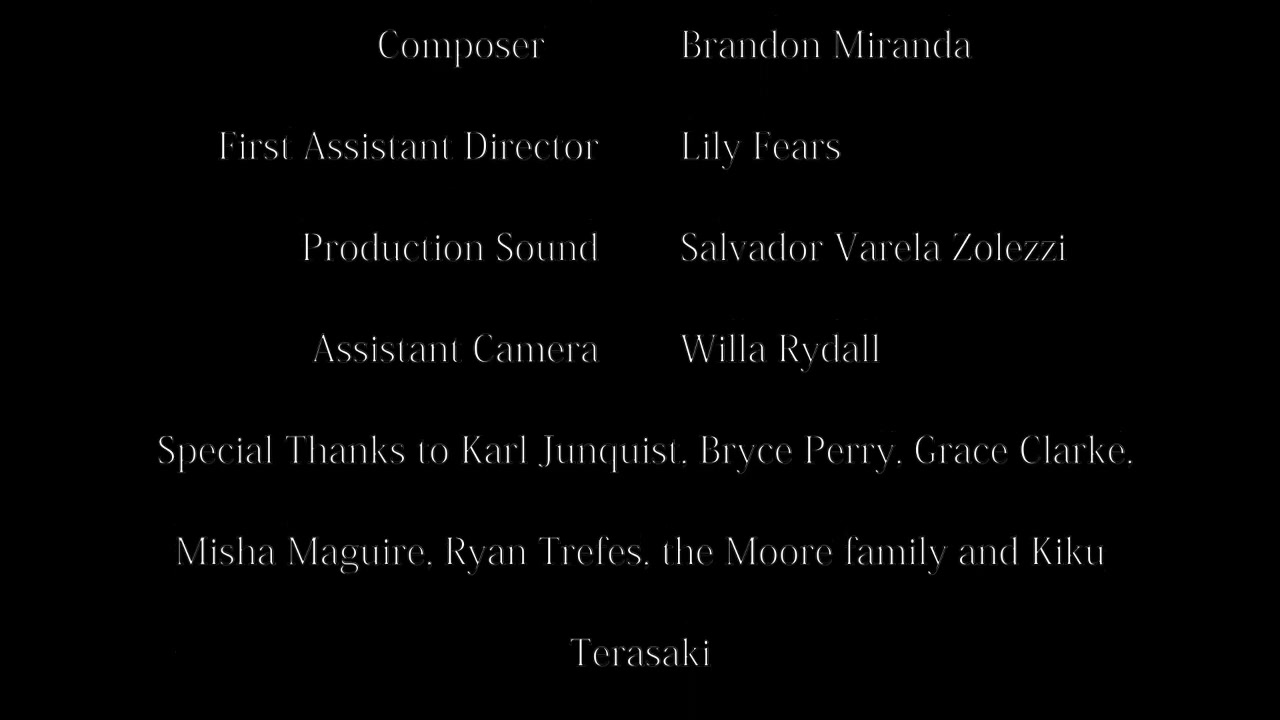 Composer Brandon Miranda
First Assistant Director Lily Fears
Production Sound Salvador Varela Zolezzi
Assistant Camera Willa Rydall
Special Thanks to Karl Junquist, Bryce Perry, Grace Clarke,
Misha Maguire, Ryan Trefes, the Moore family and Kiku
Terasaki